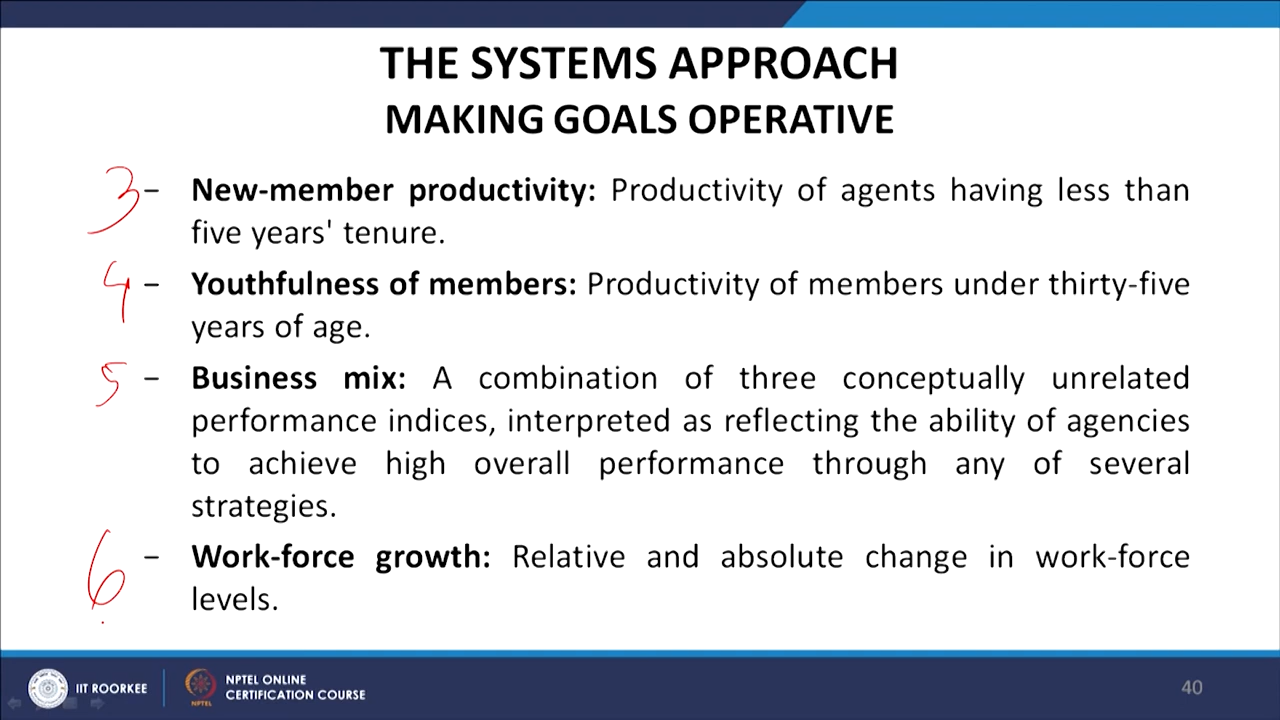 THE SYSTEMS APPROACH
MAKING GOALS OPERATIVE
3 – New-member productivity: Productivity of agents having less than
five years' tenure.
4 – Youthfulness of members: Productivity of members under thirty-five
years of age.
5 – Business mix: A combination of three conceptually unrelated
performance indices, interpreted as reflecting the ability of agencies
to achieve high overall performance through any of several
strategies.
6 – Work-force growth: Relative and absolute change in work-force
levels.
IIT ROORKEE
NPTEL
NPTEL ONLINE
CERTIFICATION COURSE
40